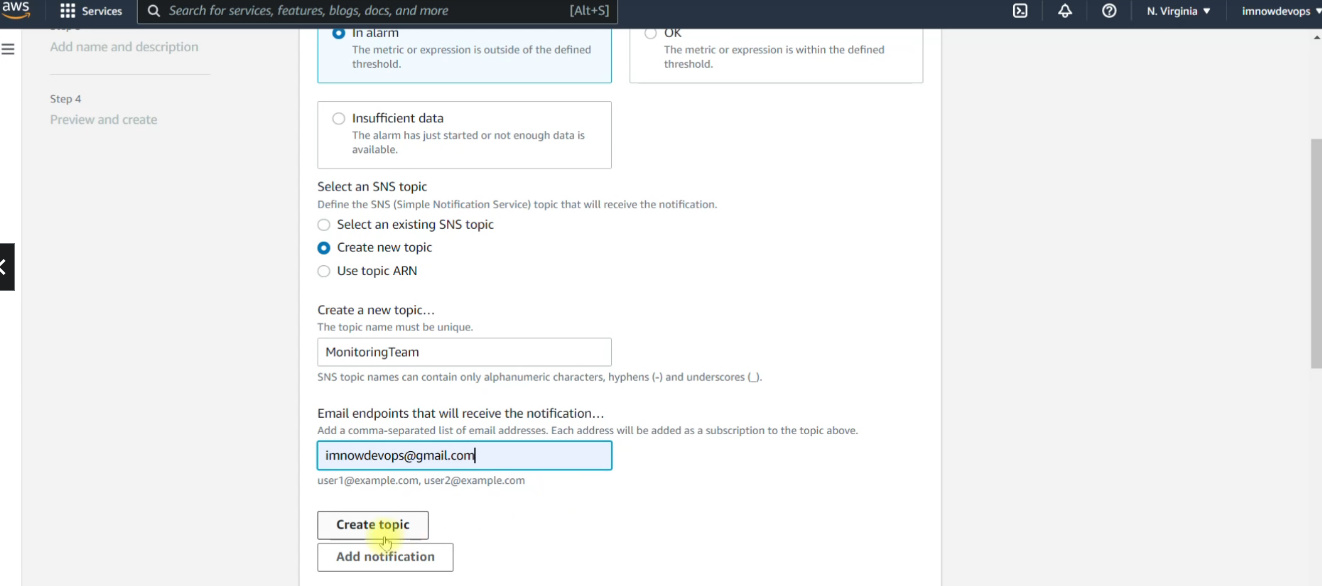 aws
Services
Search for services, features, blogs, docs, and more
[Alt+S]
N. Virginia
imnowdevops
Add name and description
Step 4
Preview and create
In alarm
The metric or expression is outside of the defined
threshold.
OK
The metric or expression is within the defined
threshold.
Insufficient data
The alarm has just started or not enough data is
available.
Select an SNS topic
Define the SNS (Simple Notification Service) topic that will receive the notification.
Select an existing SNS topic
Create new topic
Use topic ARN
Create a new topic…
The topic name must be unique.
MonitoringTeam
SNS topic names can contain only alphanumeric characters, hyphens (-) and underscores (_).
Email endpoints that will receive the notification…
Add a comma-separated list of email addresses. Each address will be added as a subscription to the topic above.
imnowdevops@gmail.com
user1@example.com, user2@example.com
Create topic
Add notification